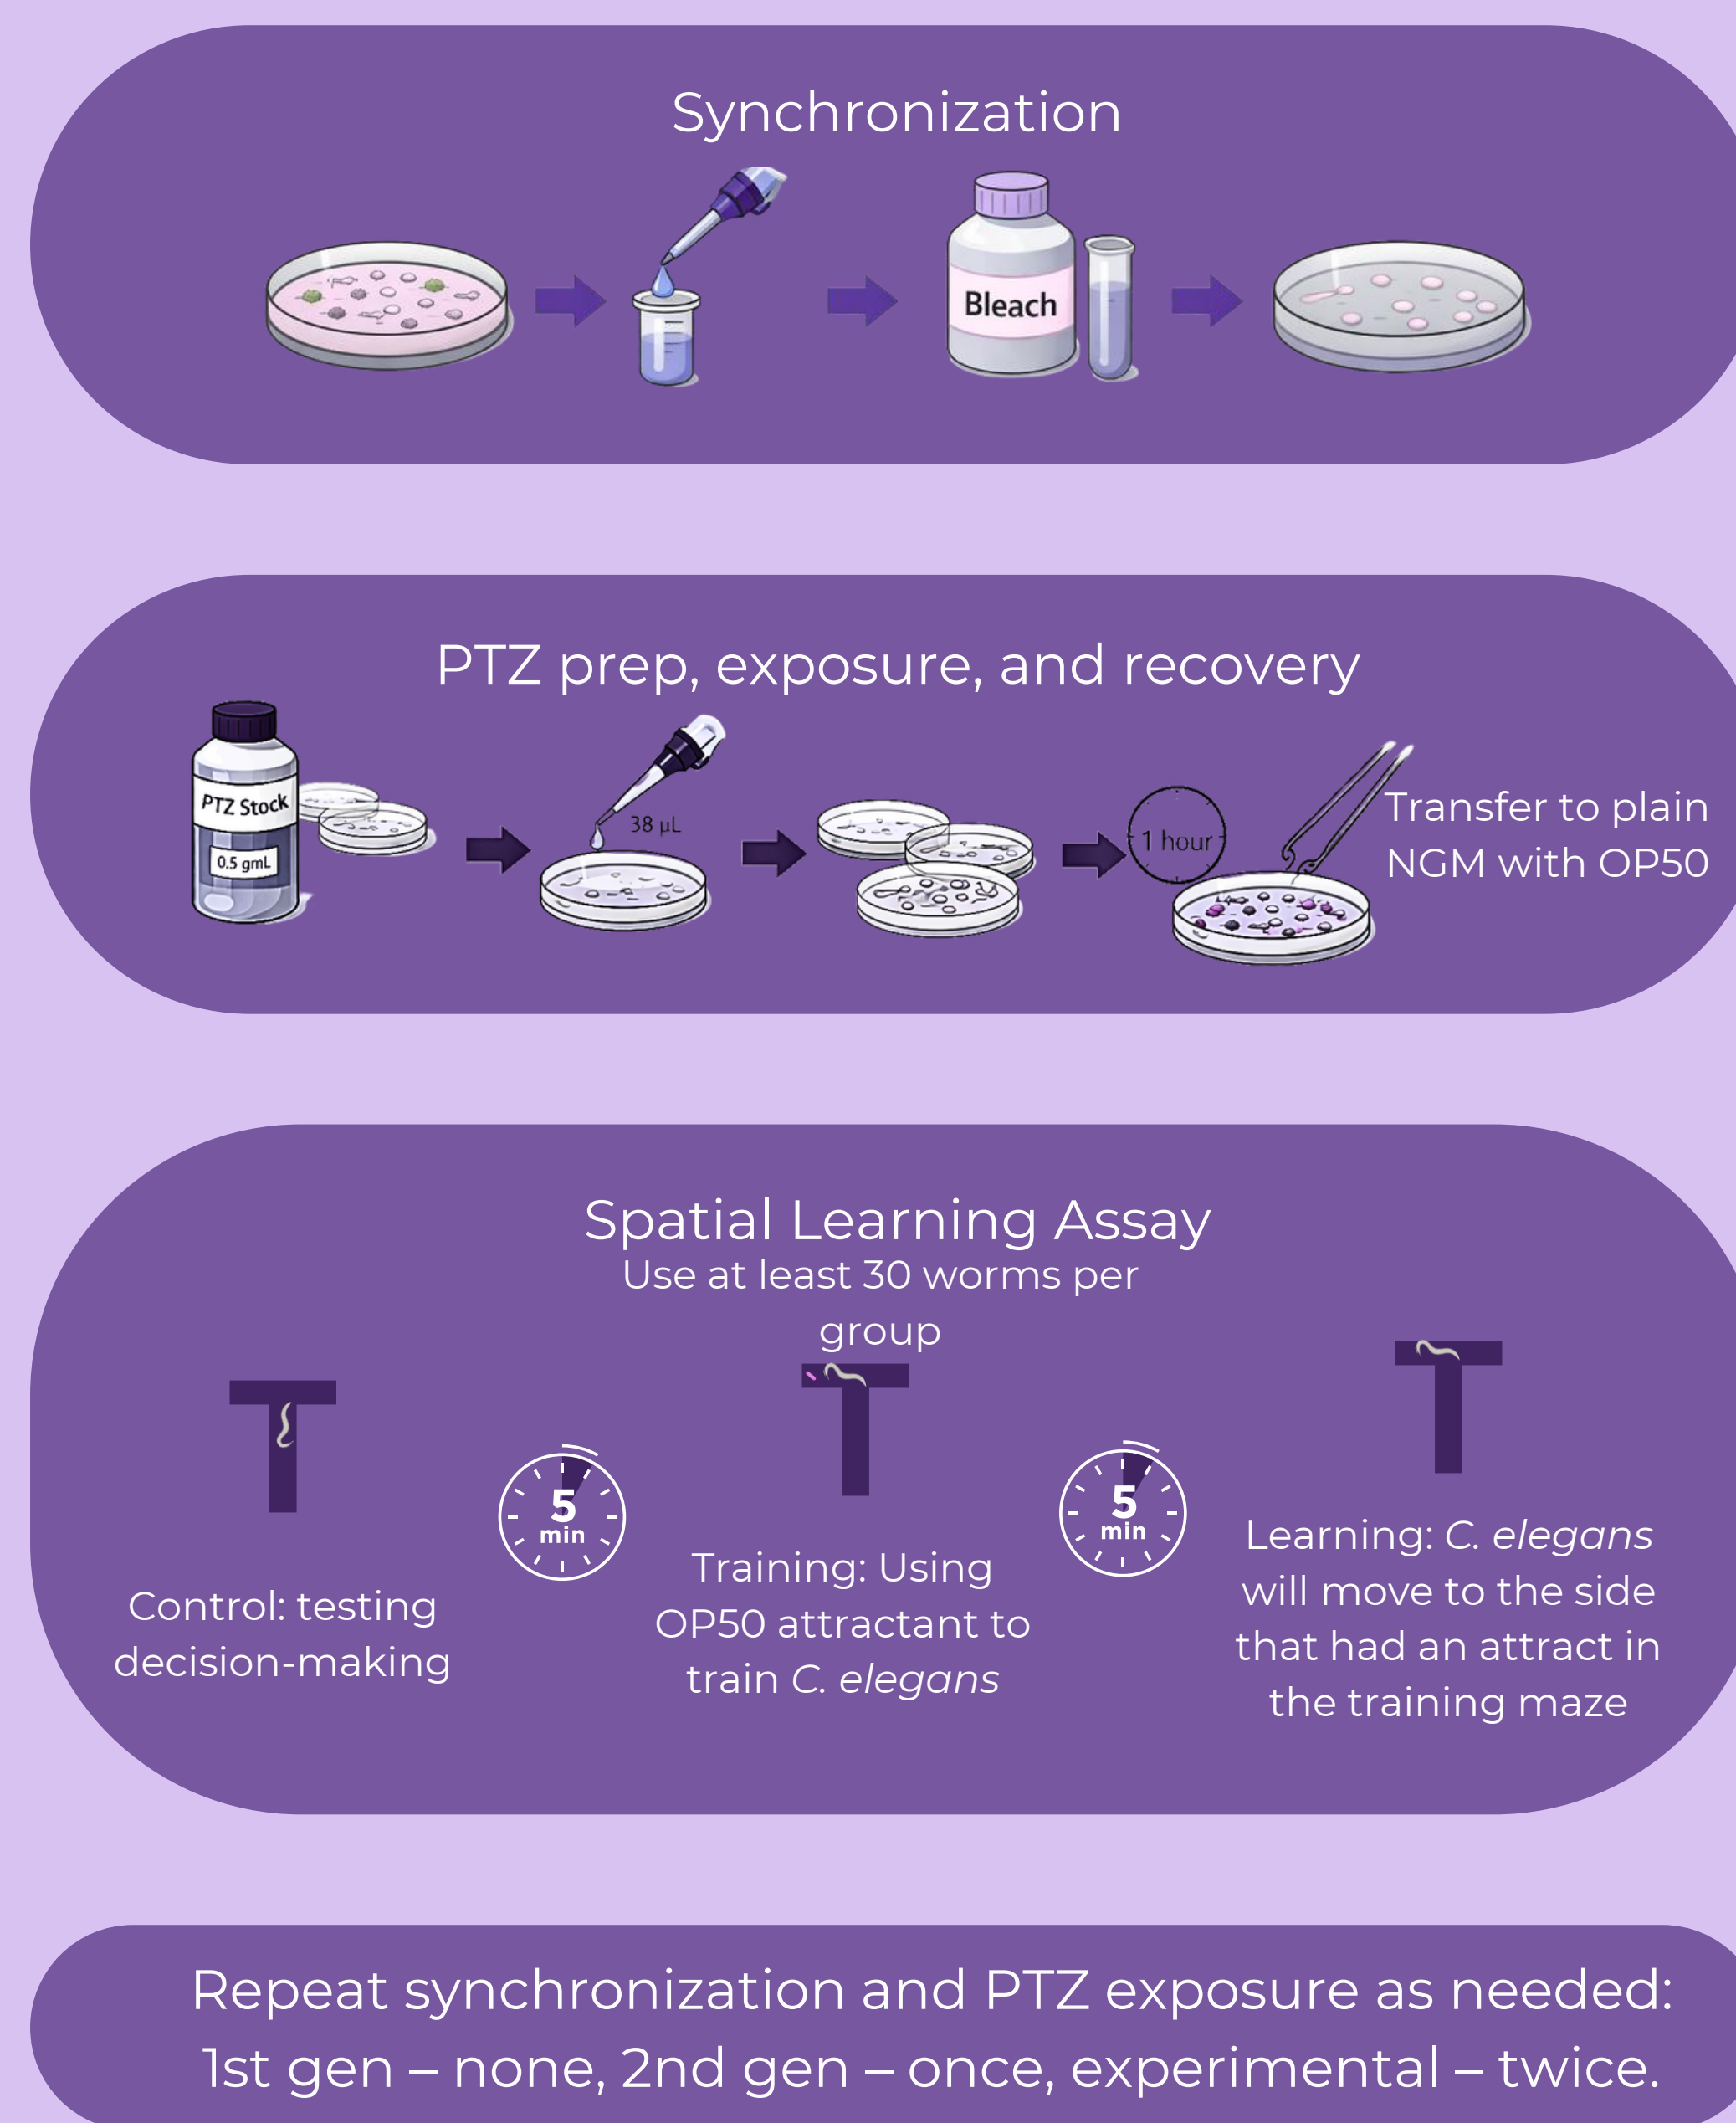 Synchronization
Bleach
PTZ prep, exposure, and recovery
PTZ Stock
0.5 gmL
38 µL
1 hour
Transfer to plain
NGM with OP50
Spatial Learning Assay
Use at least 30 worms per
group
5
min
5
min
Control: testing
decision-making
Training: Using
OP50 attractant to
train C. elegans
Learning: C. elegans
will move to the side
that had an attract in
the training maze
Repeat synchronization and PTZ exposure as needed:
1st gen – none, 2nd gen – once, experimental – twice.